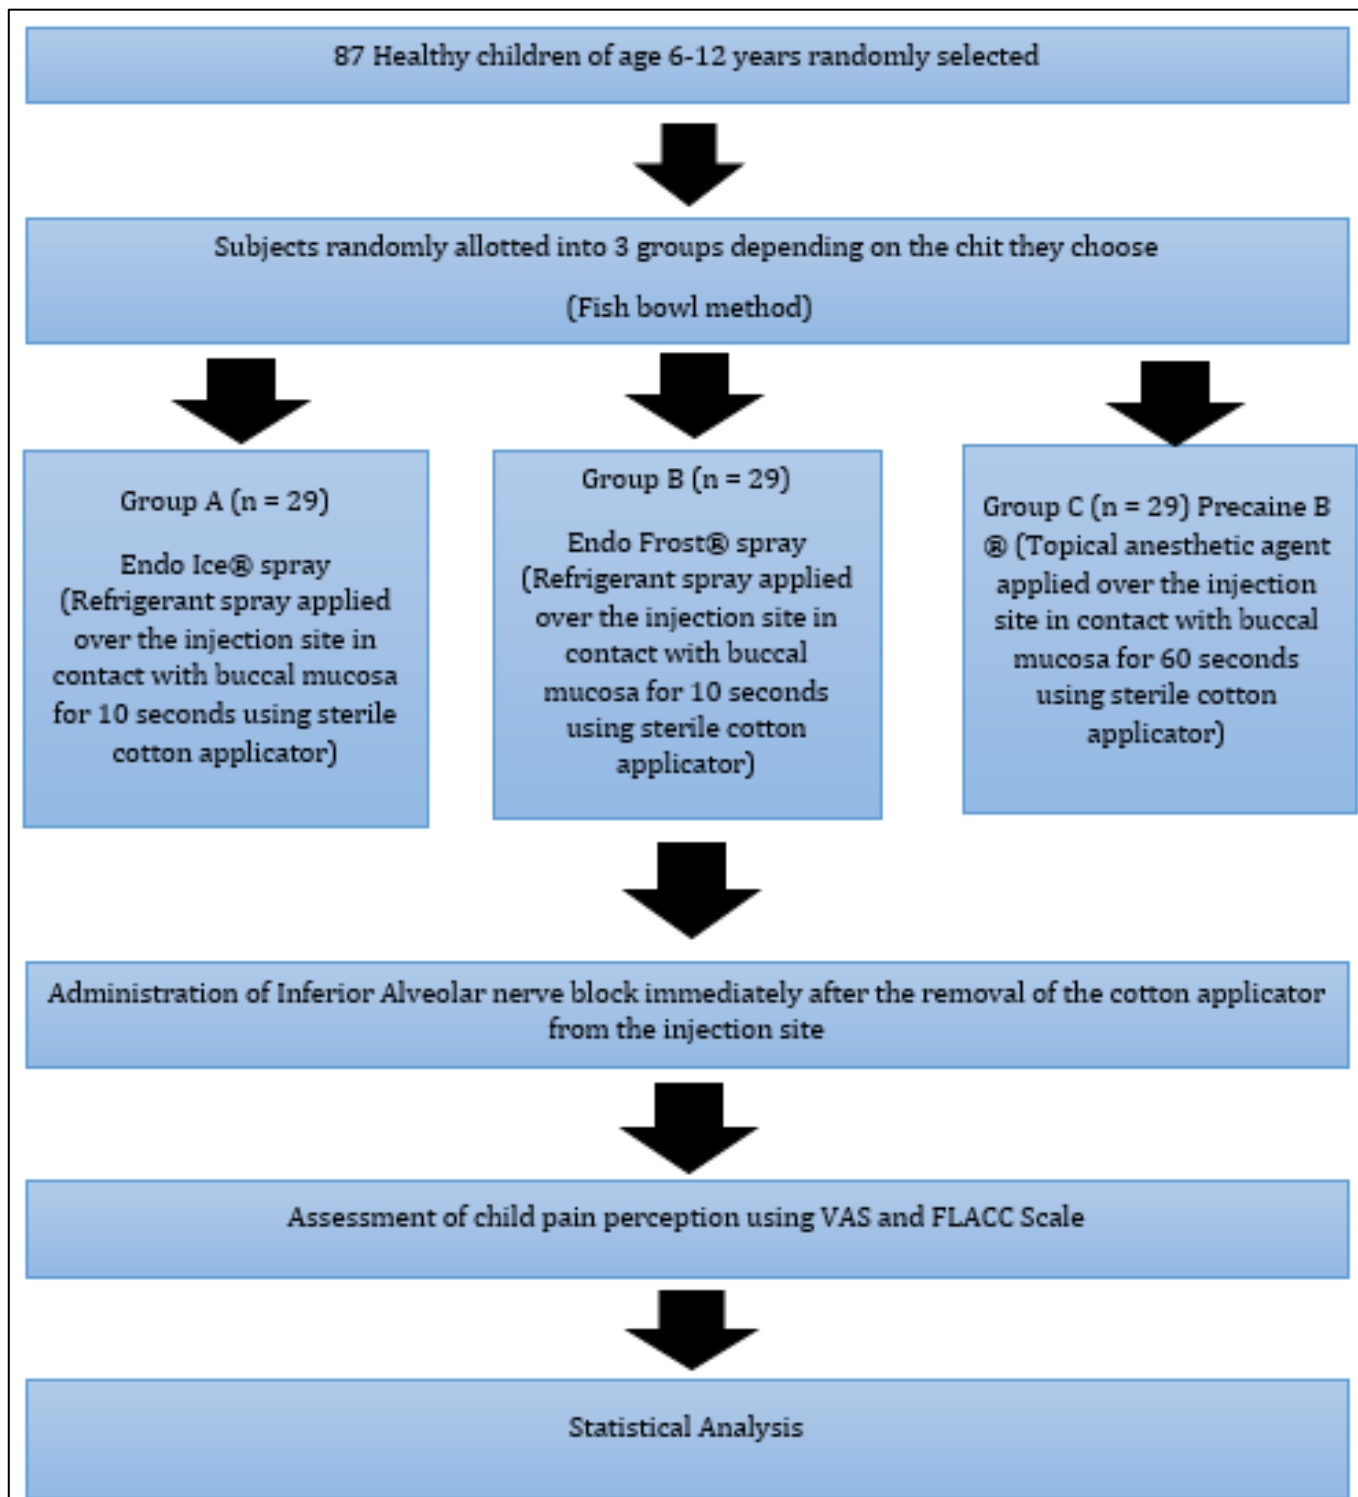 87 Healthy children of age 6-12 years randomly selected
Subjects randomly allotted into 3 groups depending on the chit they choose
(Fish bowl method)
Group A (n = 29)
Endo Ice® spray
(Refrigerant spray applied
over the injection site in
contact with buccal mucosa
for 10 seconds using sterile
cotton applicator)
Group B (n = 29)
Endo Frost® spray
(Refrigerant spray applied
over the injection site in
contact with buccal
mucosa for 10 seconds
using sterile cotton
applicator)
Group C (n = 29) Precaine B
® (Topical anesthetic agent
applied over the injection
site in contact with buccal
mucosa for 60 seconds
using sterile cotton
applicator)
Administration of Inferior Alveolar nerve block immediately after the removal of the cotton applicator
from the injection site
Assessment of child pain perception using VAS and FLACC Scale
Statistical Analysis